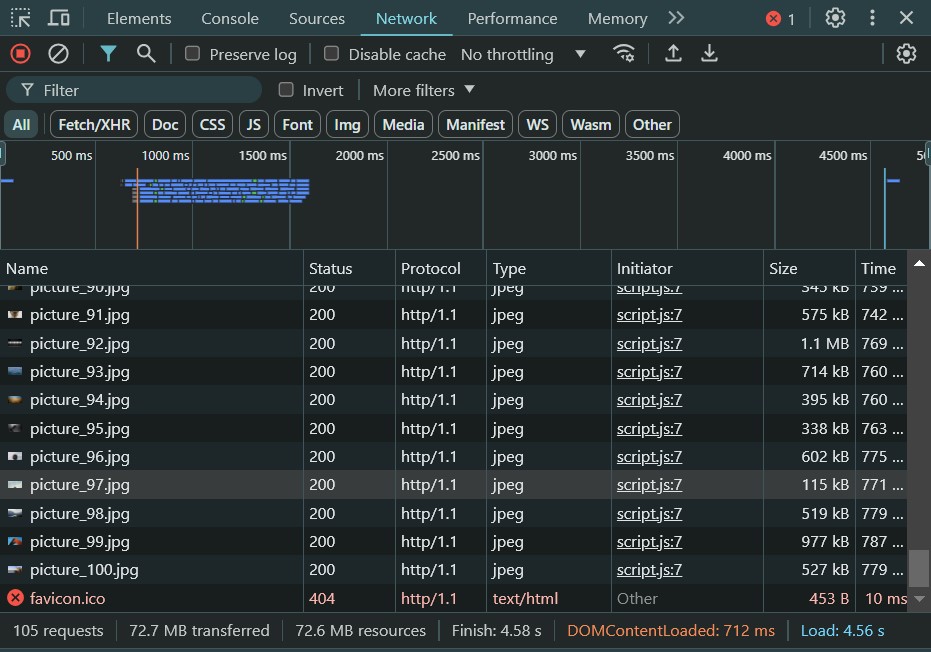 Elements Console Sources Network Performance Memory 1
Preserve log Disable cache No throttling
Filter Invert More filters
All Fetch/XHR Doc CSS JS Font Img Media Manifest WS Wasm Other
500 ms 1000 ms 1500 ms 2000 ms 2500 ms 3000 ms 3500 ms 4000 ms 4500 ms
Name Status Protocol Type Initiator Size Time
picture_90.jpg 200 http/1.1 jpeg script.js:7 345 kB 739 ...
picture_91.jpg 200 http/1.1 jpeg script.js:7 575 kB 742 ...
picture_92.jpg 200 http/1.1 jpeg script.js:7 1.1 MB 769 ...
picture_93.jpg 200 http/1.1 jpeg script.js:7 714 kB 760 ...
picture_94.jpg 200 http/1.1 jpeg script.js:7 395 kB 760 ...
picture_95.jpg 200 http/1.1 jpeg script.js:7 338 kB 763 ...
picture_96.jpg 200 http/1.1 jpeg script.js:7 602 kB 775 ...
picture_97.jpg 200 http/1.1 jpeg script.js:7 115 kB 771 ...
picture_98.jpg 200 http/1.1 jpeg script.js:7 519 kB 779 ...
picture_99.jpg 200 http/1.1 jpeg script.js:7 977 kB 787 ...
picture_100.jpg 200 http/1.1 jpeg script.js:7 527 kB 779 ...
favicon.ico 404 http/1.1 text/html Other 453 B 10 ms
105 requests 72.7 MB transferred 72.6 MB resources Finish: 4.58 s DOMContentLoaded: 712 ms Load: 4.56 s